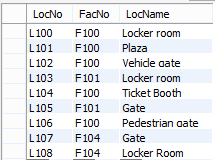 LocNo FacNo LocName
L100 F100 Locker room
L101 F100 Plaza
L102 F100 Vehicle gate
L103 F101 Locker room
L104 F100 Ticket Booth
L105 F101 Gate
L106 F100 Pedestrian gate
L107 F104 Gate
L108 F104 Locker Room